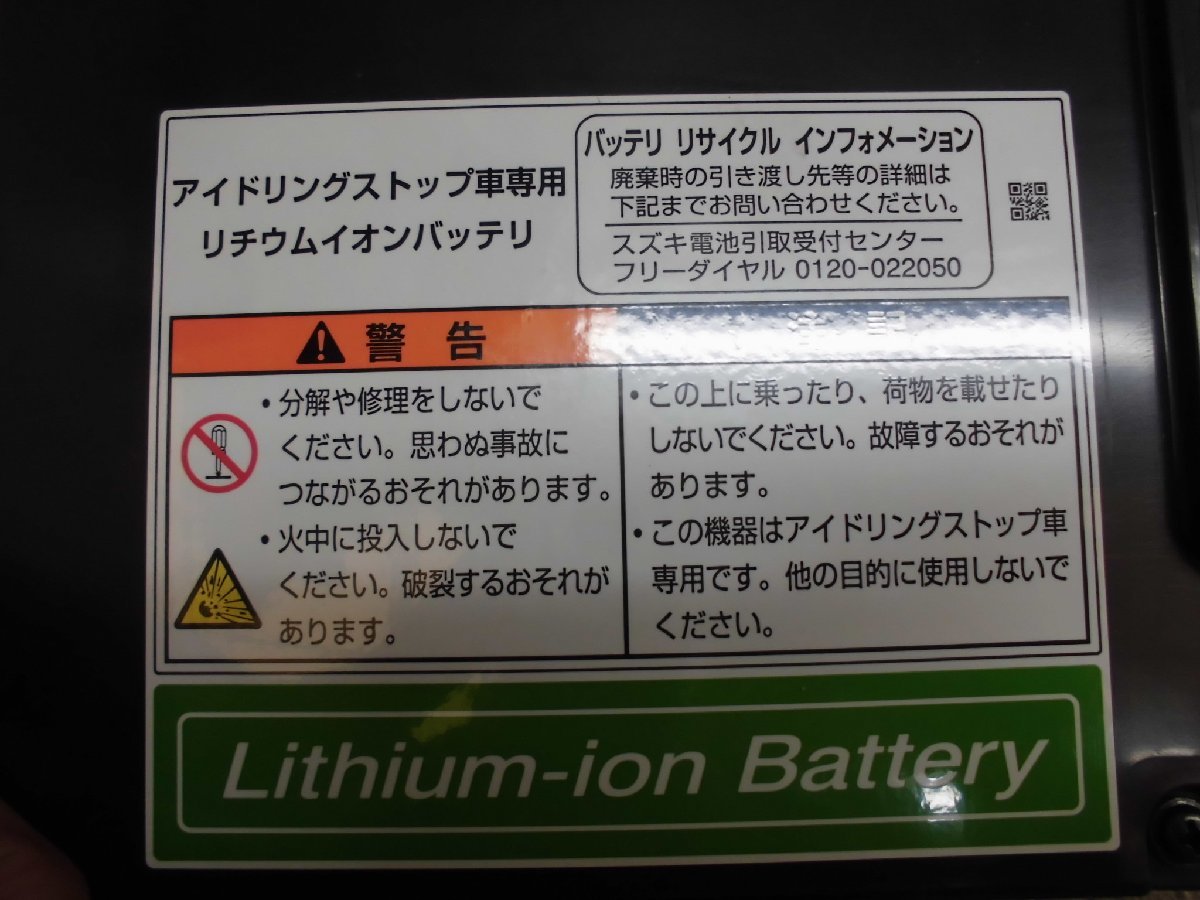 アイドリングストップ車専用
リチウムイオンバッテリ
バッテリ リサイクル インフォメーション
廃棄時の引き渡し先等の詳細は
下記までお問い合わせください。
スズキ電池引取受付センター
フリーダイヤル 0120-022050
警告
・分解や修理をしないで
ください。思わぬ事故に
つながるおそれがあります。
・火中に投入しないで
ください。破裂するおそれが
あります。
・この上に乗ったり、荷物を載せたり
しないでください。故障するおそれが
あります。
・この機器はアイドリングストップ車
専用です。他の目的に使用しないで
ください。
Lithium-ion Battery